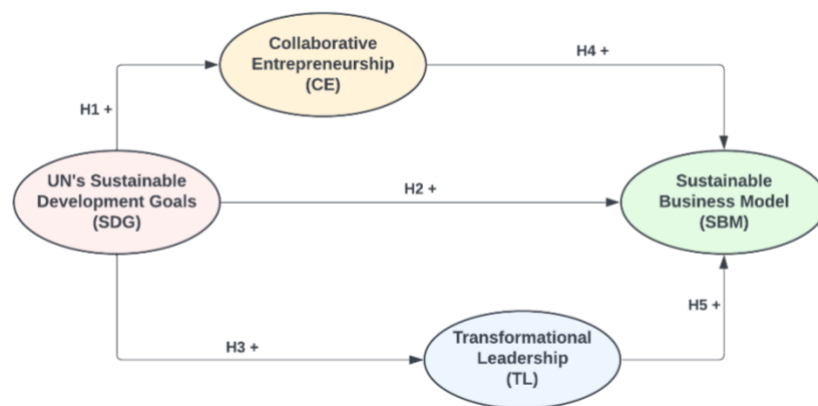 Collaborative
Entrepreneurship
(CE)
H4 +
H1 +
UN's Sustainable
Development Goals
(SDG)
H2 +
Sustainable
Business Model
(SBM)
H5 +
H3 +
Transformational
Leadership
(TL)